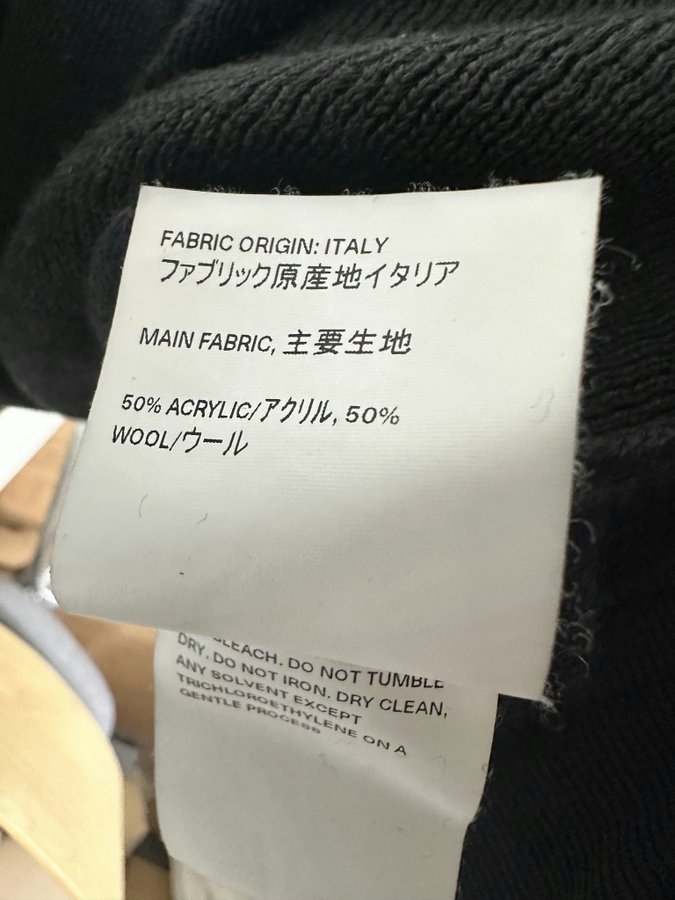 FABRIC ORIGIN: ITALY
ファブリック原産地イタリア
MAIN FABRIC, 主要生地
50% ACRYLIC/アクリル, 50%
WOOL/ウール
BLEACH. DO NOT TUMBLE
DRY. DO NOT IRON. DRY CLEAN,
ANY SOLVENT EXCEPT
TRICHLOROETHYLENE ON A
GENTLE PROCESS